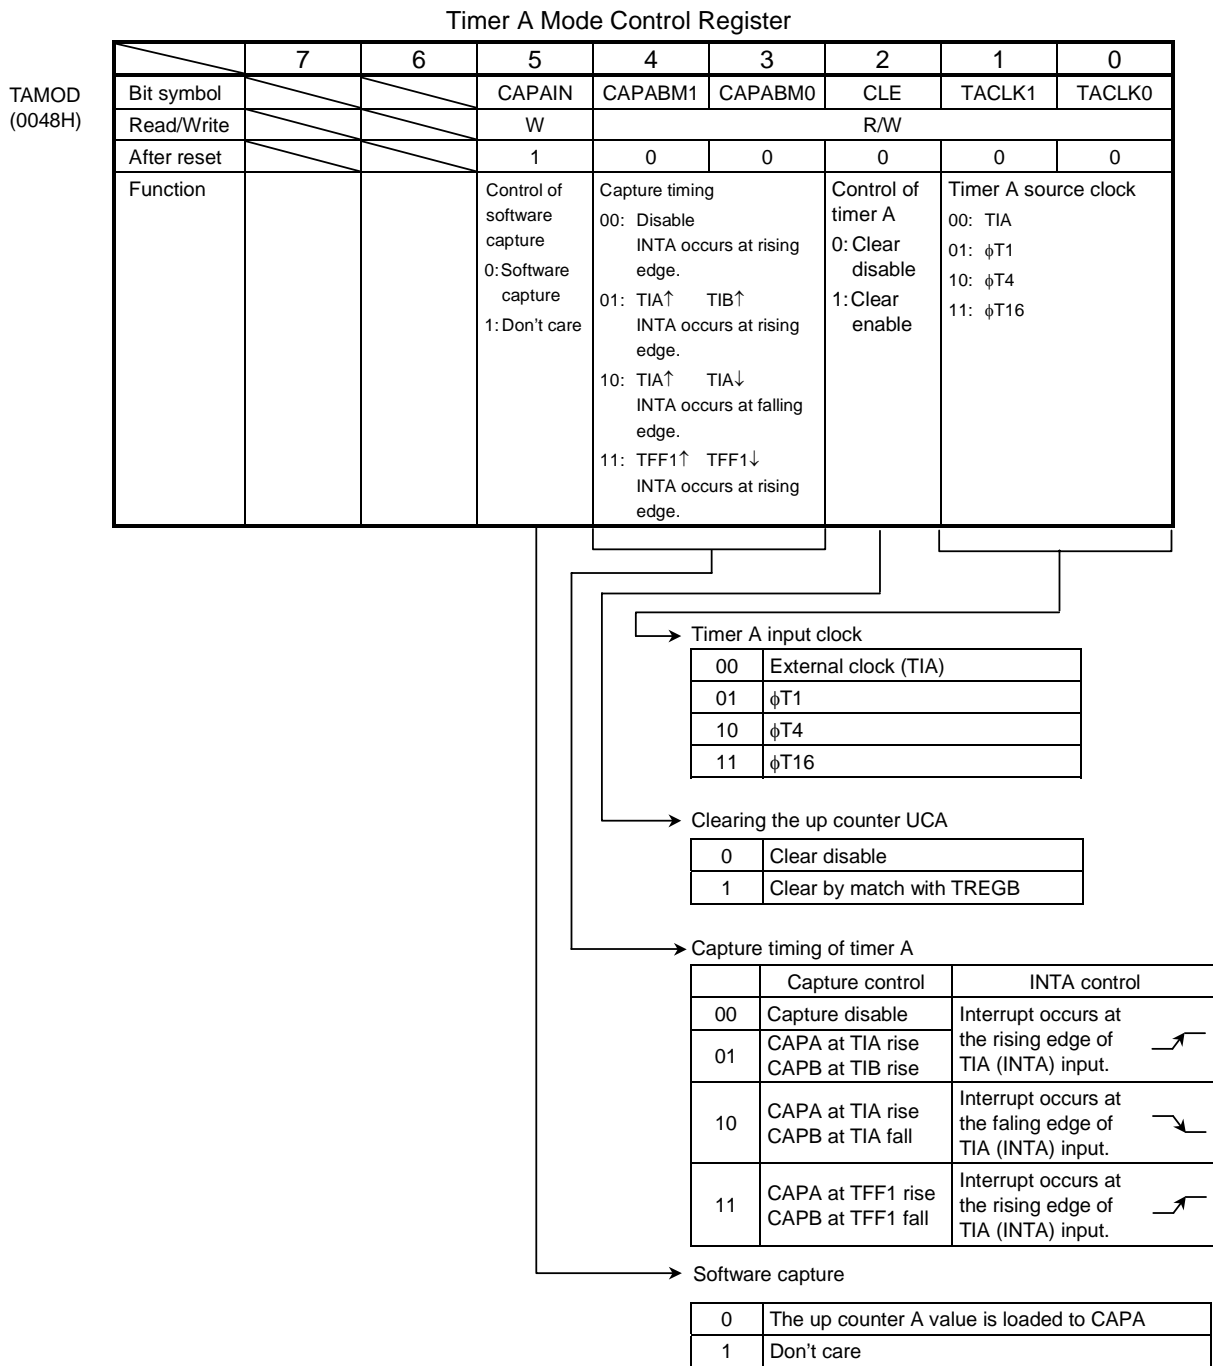 Timer A Mode Control Register
7 6 5 4 3 2 1 0
TAMOD
(0048H)
Bit symbol CAPAIN CAPABM1 CAPABM0 CLE TACLK1 TACLK0
Read/Write W R/W
After reset 1 0 0 0 0 0
Function
Control of
software
capture
0:Software
capture
1:Don't care
Capture timing
00: Disable
INTA occurs at rising
edge.
01: TIA↑ TIB↑
INTA occurs at rising
edge.
10: TIA↑ TIA↓
INTA occurs at falling
edge.
11: TFF1↑ TFF1↓
INTA occurs at rising
edge.
Control of
timer A
0:Clear
disable
1:Clear
enable
Timer A source clock
00: TIA
01: ϕT1
10: ϕT4
11: ϕT16
Timer A input clock
00 External clock (TIA)
01 ϕT1
10 ϕT4
11 ϕT16
Clearing the up counter UCA
0 Clear disable
1 Clear by match with TREGB
Capture timing of timer A
Capture control INTA control
00 Capture disable
01 CAPA at TIA rise
CAPB at TIB rise
Interrupt occurs at
the rising edge of
TIA (INTA) input.
10 CAPA at TIA rise
CAPB at TIA fall
Interrupt occurs at
the faling edge of
TIA (INTA) input.
11 CAPA at TFF1 rise
CAPB at TFF1 fall
Interrupt occurs at
the rising edge of
TIA (INTA) input.
Software capture
0 The up counter A value is loaded to CAPA
1 Don't care